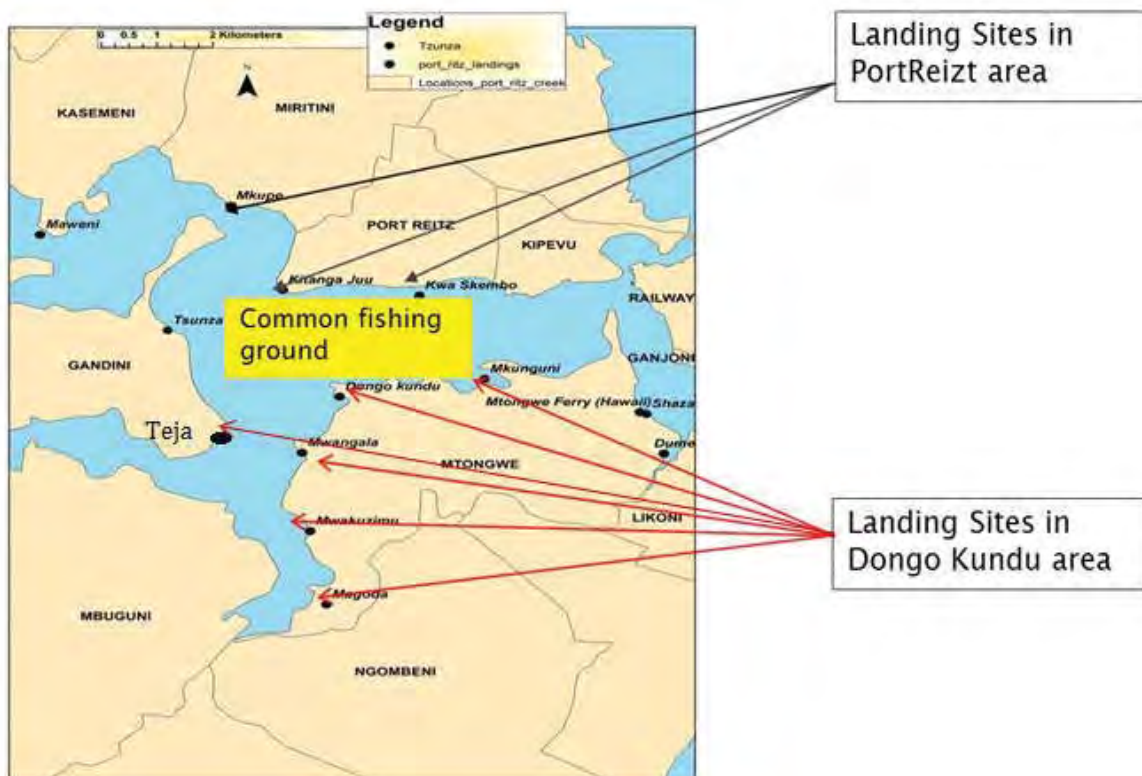 Legend
0 0.5 1 2 Kilometers
Tzunza
port_ritz_landings
Locations_port_ritz_creek
Landing Sites in
PortReizt area
N
KASEMENI
MIRITINI
Mkupe
PORT REITZ
Maweni
KIPEVU
Kitanga Juu
Kwa Skembo
RAILWAY
Common fishing
ground
Tsunza
GANDINI
GANJONI
Mkunguni
Dongo kundu
Mtongwe Ferry (Hawaii)
Shaza
Teja
Mwangala
MTONGWE
Dume
LIKONI
Landing Sites in
Dongo Kundu area
Mwakuzimu
Magoda
MBUGUNI
NGOMBENI